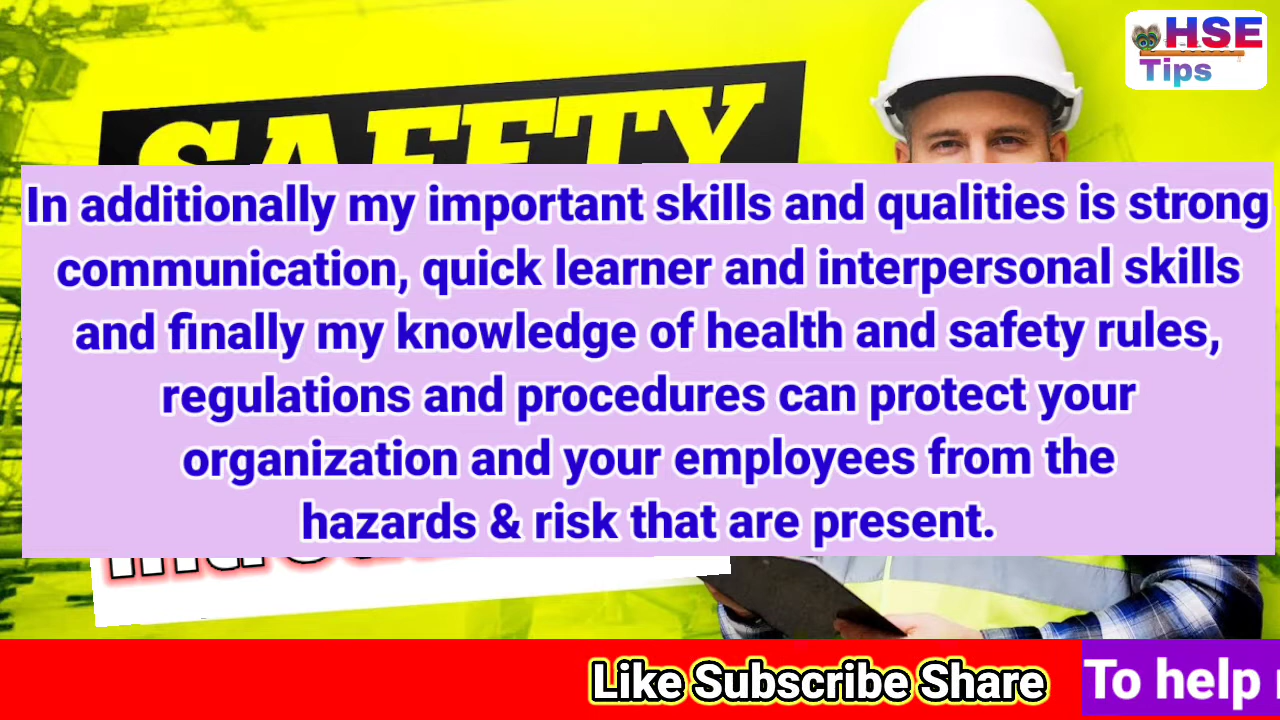 HSE
Tips
SAFETY
In additionally my important skills and qualities is strong
communication, quick learner and interpersonal skills
and finally my knowledge of health and safety rules,
regulations and procedures can protect your
organization and your employees from the
hazards & risk that are present.
Like Subscribe Share
To help